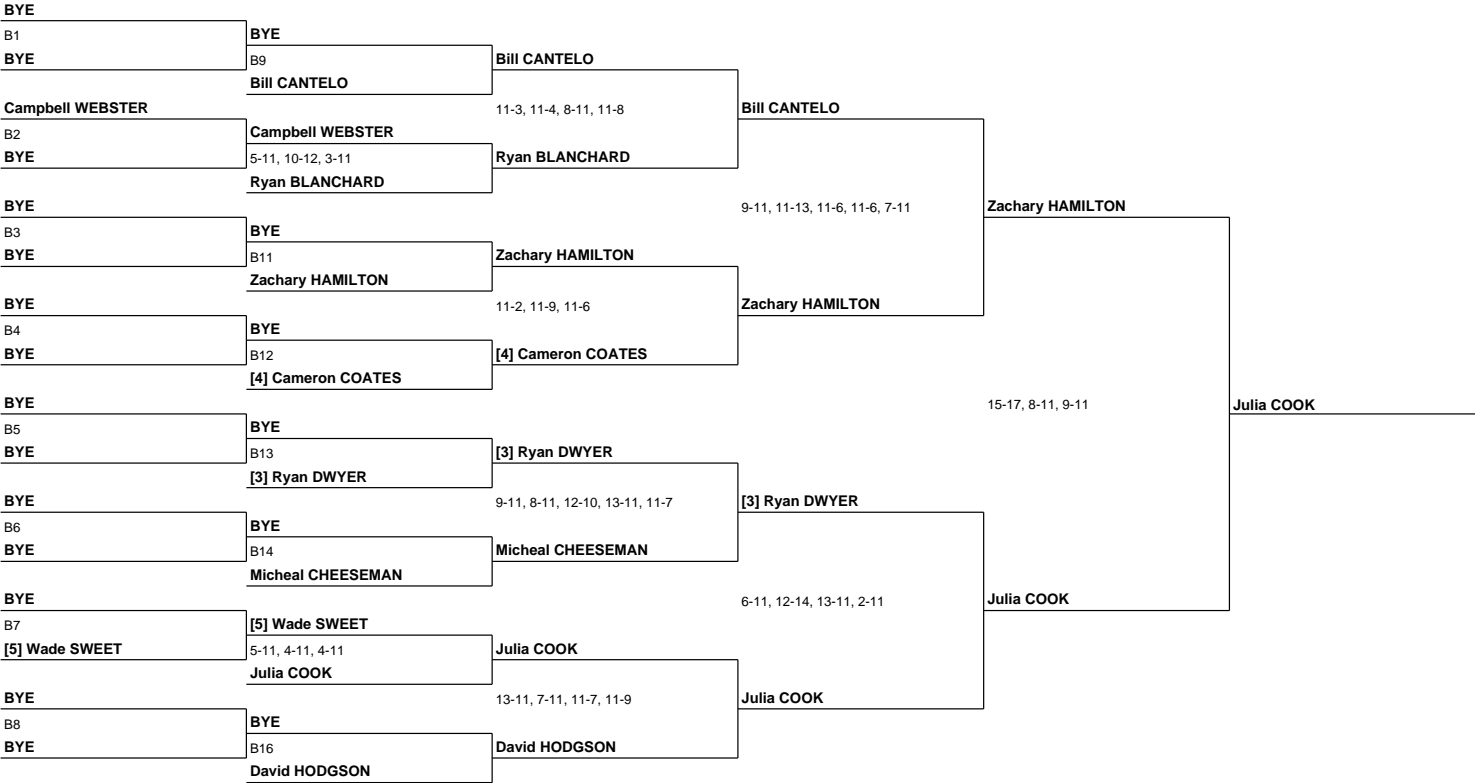 BYE
B1
BYE
BYE
B9
Bill CANTELO
Bill CANTELO
Campbell WEBSTER
B2
BYE
Campbell WEBSTER
5-11, 10-12, 3-11
Ryan BLANCHARD
11-3, 11-4, 8-11, 11-8
Ryan BLANCHARD
Bill CANTELO
BYE
B3
BYE
BYE
B11
Zachary HAMILTON
Zachary HAMILTON
BYE
B4
BYE
BYE
B12
[4] Cameron COATES
11-2, 11-9, 11-6
[4] Cameron COATES
Zachary HAMILTON
9-11, 11-13, 11-6, 11-6, 7-11
Zachary HAMILTON
BYE
B5
BYE
BYE
B13
[3] Ryan DWYER
[3] Ryan DWYER
BYE
B6
BYE
BYE
B14
Micheal CHEESEMAN
9-11, 8-11, 12-10, 13-11, 11-7
Micheal CHEESEMAN
[3] Ryan DWYER
BYE
B7
[5] Wade SWEET
[5] Wade SWEET
5-11, 4-11, 4-11
Julia COOK
Julia COOK
BYE
B8
BYE
BYE
B16
David HODGSON
13-11, 7-11, 11-7, 11-9
David HODGSON
Julia COOK
6-11, 12-14, 13-11, 2-11
Julia COOK
15-17, 8-11, 9-11
Julia COOK